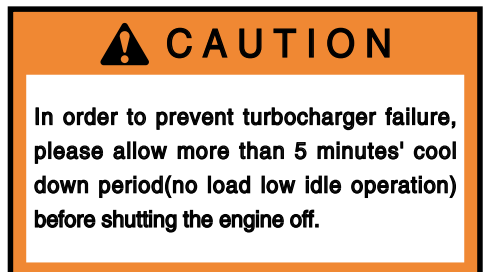 CAUTION
In order to prevent turbocharger failure,
please allow more than 5 minutes' cool
down period(no load low idle operation)
before shutting the engine off.